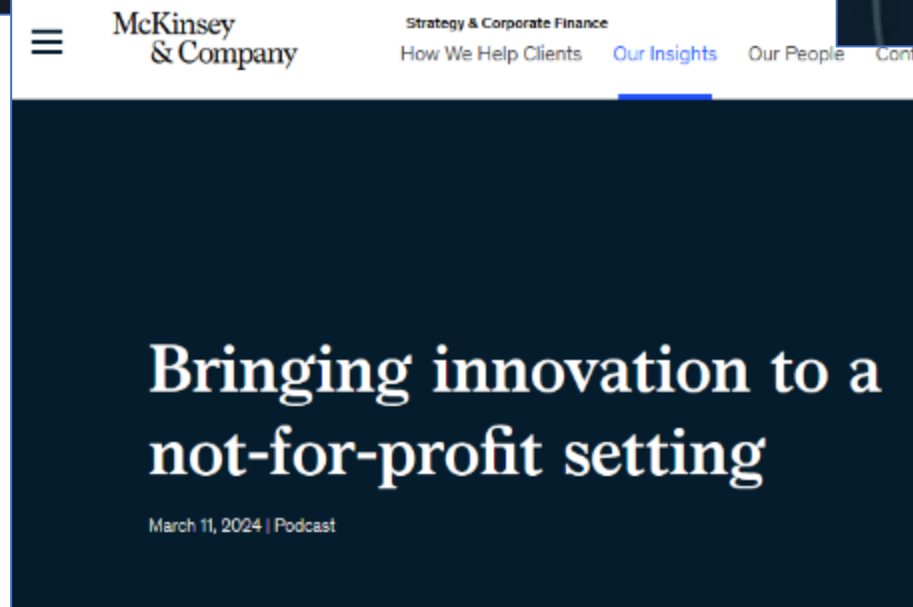 McKinsey
& Company
Strategy & Corporate Finance
How We Help Clients Our Insights Our People
Bringing innovation to a
not-for-profit setting
March 11, 2024 | Podcast